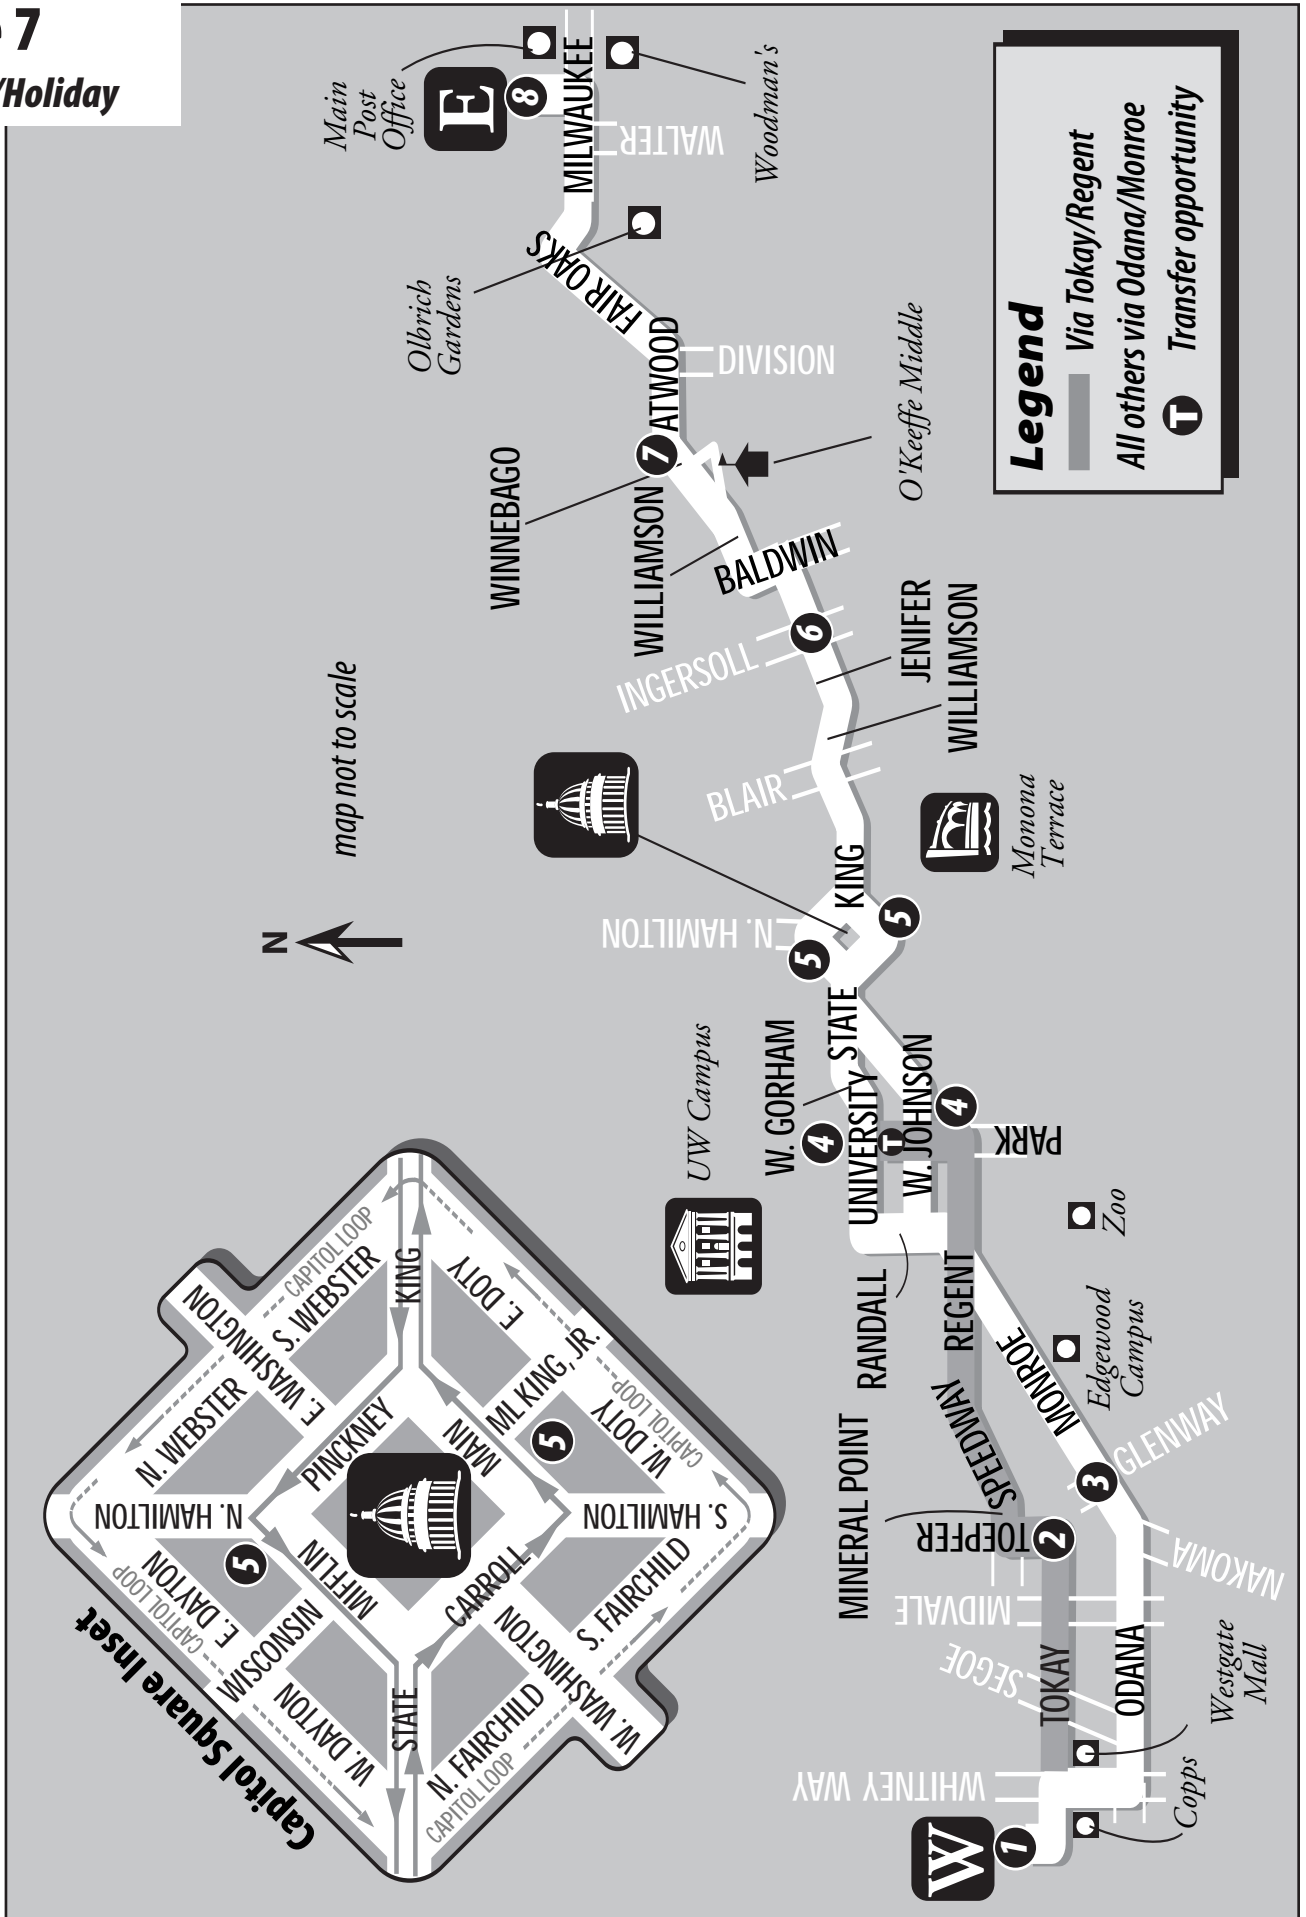 7
/Holiday
Main
Post
Office
E
8
MILWAUKEE
WALTER
Woodman's
Olbrich
Gardens
FAIR OAKS
ATWOOD
DIVISION
7
WINNEBAGO
WILLIAMSON
O'Keeffe Middle
BALDWIN
6
INGERSOLL
JENIFER
WILLIAMSON
BLAIR
map not to scale
N
KING
Monona
Terrace
N. HAMILTON
5
5
STATE
UW Campus
W. GORHAM
UNIVERSITY
W. JOHNSON
4
4
T
PARK
Zoo
RANDALL
REGENT
MONROE
Edgewood
Campus
SPEEDWAY
MINERAL POINT
GLENWAY
3
TOEPFER
2
NAKOMA
MIDVALE
SEGOE
TOKAY
ODANA
Westgate
Mall
WHITNEY WAY
Copps
W
1
Legend
Via Tokay/Regent
All others via Odana/Monroe
T
Transfer opportunity
Capitol Square Inset
CAPITOL LOOP
S. WEBSTER
E. WASHINGTON
N. WEBSTER
KING
E. DOTY
PINCKNEY
MAIN
ML KING, JR.
5
W. DOTY
CAPITOL LOOP
N. HAMILTON
S. HAMILTON
5
E. DAYTON
CAPITOL LOOP
MIFFLIN
CARROLL
WISCONSIN
W. DAYTON
STATE
S. FAIRCHILD
W. WASHINGTON
N. FAIRCHILD
CAPITOL LOOP